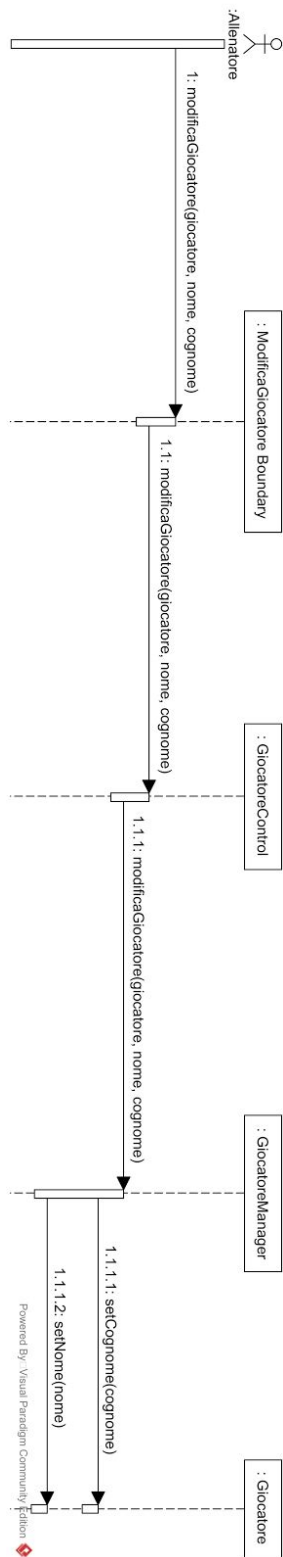 :Allenatore
: ModificaGiocatore Boundary
: GiocatoreControl
: GiocatoreManager
: Giocatore
1: modificaGiocatore(giocatore, nome, cognome)
1.1: modificaGiocatore(giocatore, nome, cognome)
1.1.1: modificaGiocatore(giocatore, nome, cognome)
1.1.1.1: setCognome(cognome)
1.1.1.2: setNome(nome)
Powered By Visual Paradigm Community Edition